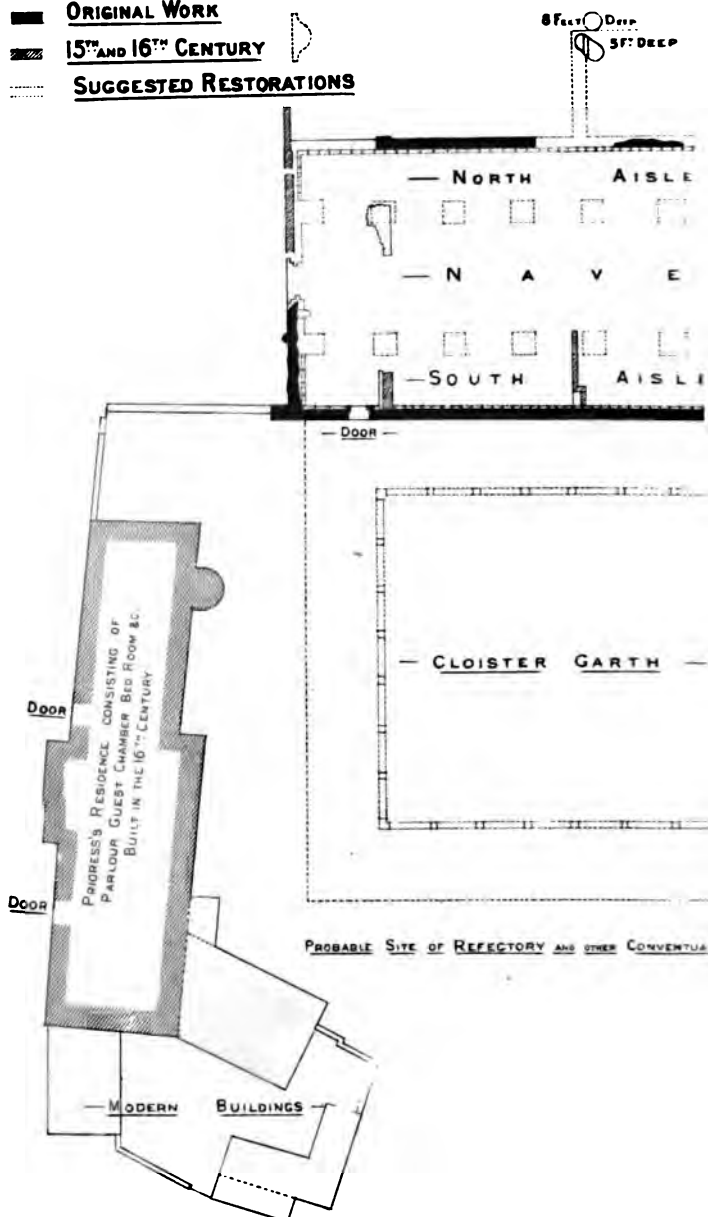 ORIGINAL WORK
15TH AND 16TH CENTURY
SUGGESTED RESTORATIONS
8 FEET DEEP
5 FT DEEP
— NORTH AISLE
— N A V E
— SOUTH AISLE
— DOOR —
— CLOISTER GARTH —
DOOR
PRIORESS'S RESIDENCE CONSISTING OF
PARLOUR GUEST CHAMBER BED ROOM &C.
BUILT IN THE 16TH CENTURY
DOOR
PROBABLE SITE OF REFECTORY AND OTHER CONVENTUA
— MODERN BUILDINGS —